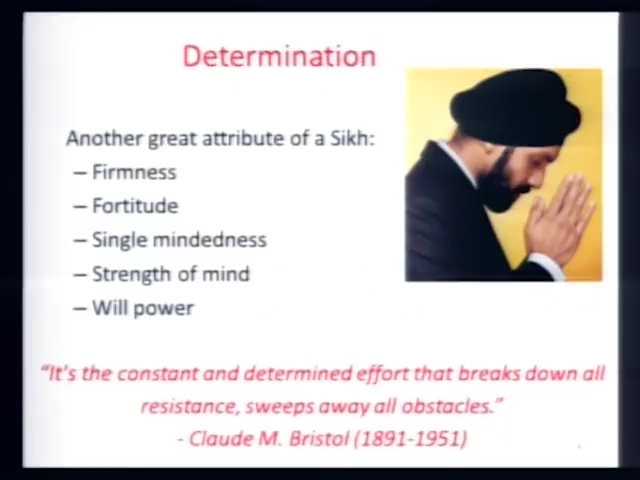 Determination
Another great attribute of a Sikh:
– Firmness
– Fortitude
– Single mindedness
– Strength of mind
– Will power
“It's the constant and determined effort that breaks down all
resistance, sweeps away all obstacles.”
- Claude M. Bristol (1891-1951)